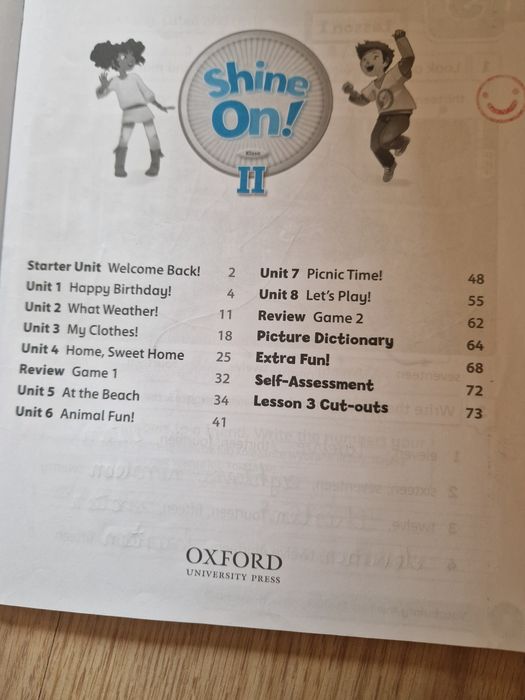 Shine
On!
Klasa
II
Starter Unit Welcome Back! 2
Unit 1 Happy Birthday! 4
Unit 2 What Weather! 11
Unit 3 My Clothes! 18
Unit 4 Home, Sweet Home 25
Review Game 1 32
Unit 5 At the Beach 34
Unit 6 Animal Fun! 41
Unit 7 Picnic Time! 48
Unit 8 Let's Play! 55
Review Game 2 62
Picture Dictionary 64
Extra Fun! 68
Self-Assessment 72
Lesson 3 Cut-outs 73
OXFORD
UNIVERSITY PRESS